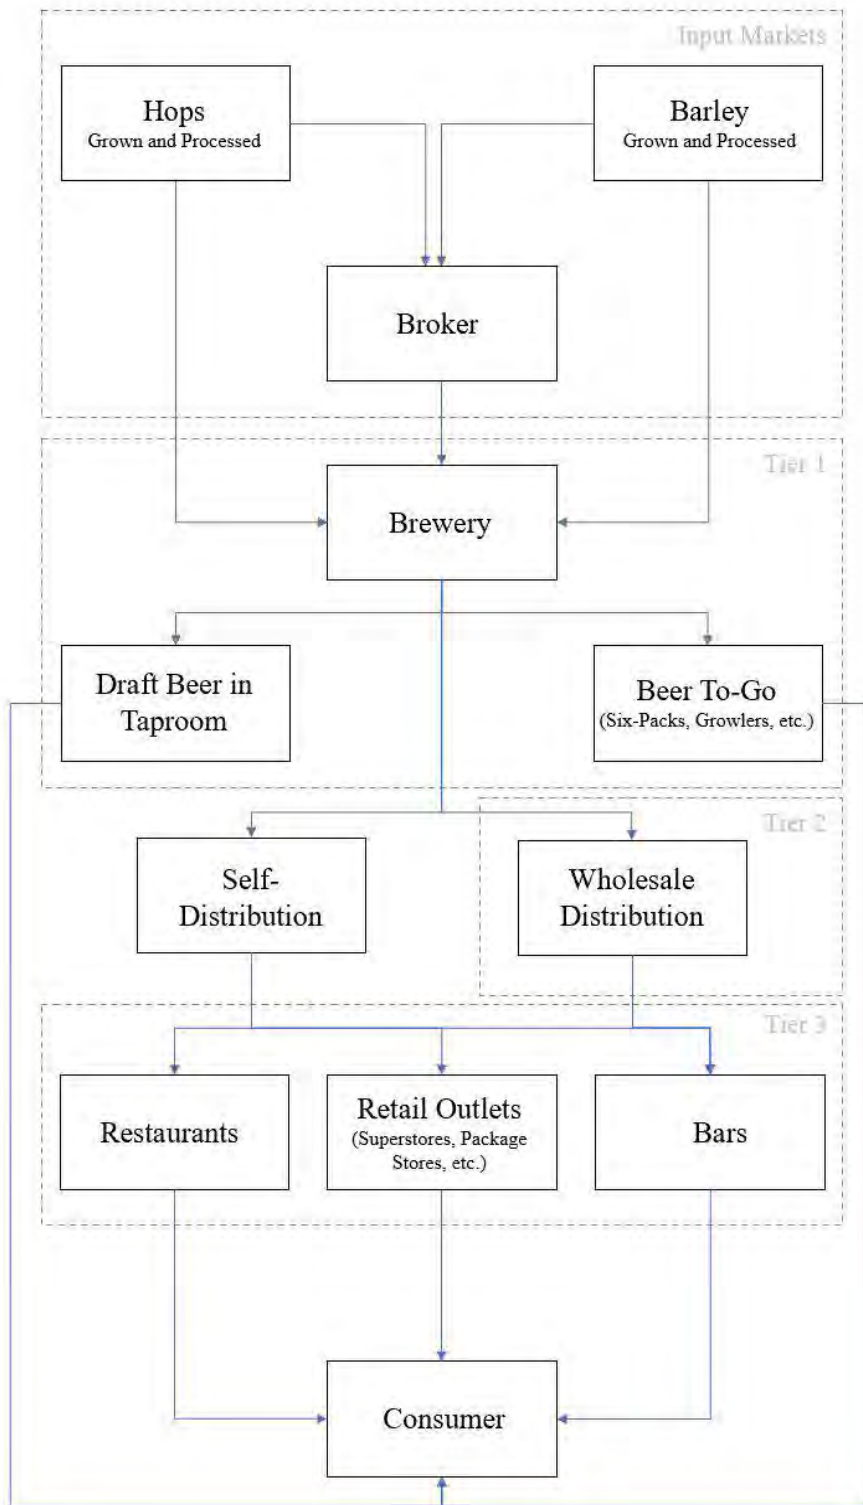 Input Markets
Hops
Grown and Processed
Barley
Grown and Processed
Broker
Tier 1
Brewery
Draft Beer in
Taproom
Beer To-Go
(Six-Packs, Growlers, etc.)
Tier 2
Self-
Distribution
Wholesale
Distribution
Tier 3
Restaurants
Retail Outlets
(Superstores, Package
Stores, etc.)
Bars
Consumer